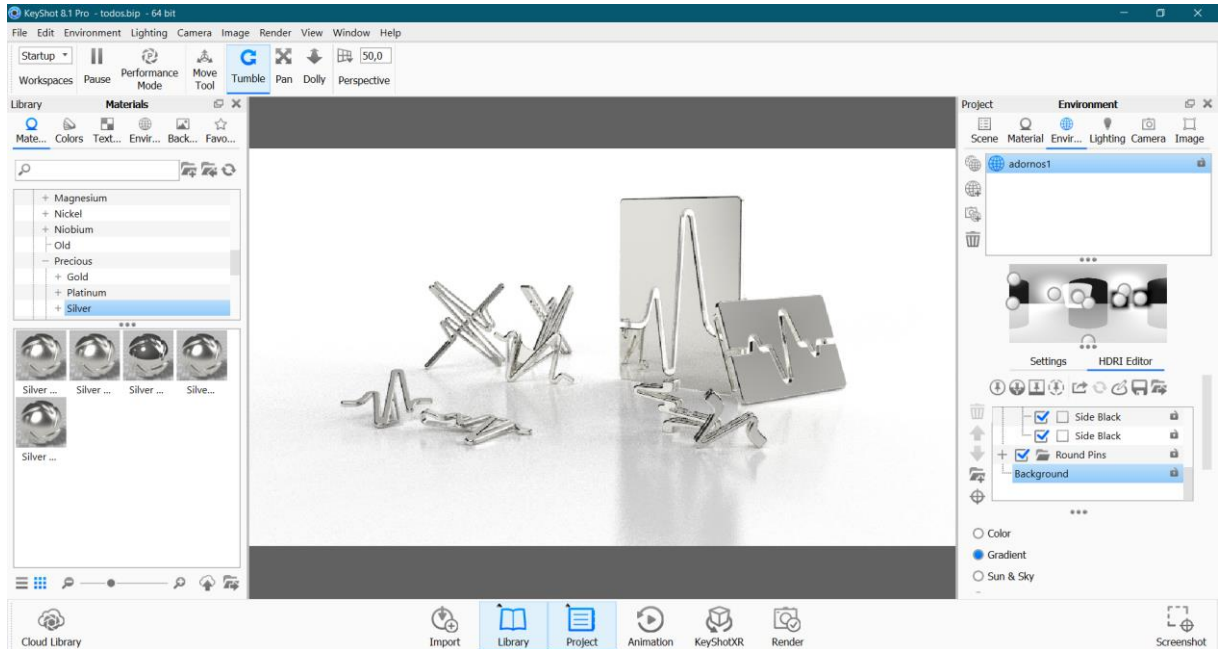 KeyShot 8.1 Pro - todos.bip - 64 bit
File Edit Environment Lighting Camera Image Render View Window Help
Startup
50,0
Workspaces Pause Performance Mode Move Tool Tumble Pan Dolly Perspective
Library Materials
Mate... Colors Text... Envir... Back... Favo...
+ Magnesium
+ Nickel
+ Niobium
Old
− Precious
+ Gold
+ Platinum
+ Silver
Silver ... Silver ... Silver ... Silve...
Silver ...
Project Environment
Scene Material Envir... Lighting Camera Image
adornos1
Settings HDRI Editor
Side Black
Side Black
+ Round Pins
Background
Color
Gradient
Sun & Sky
Cloud Library Import Library Project Animation KeyShotXR Render Screenshot